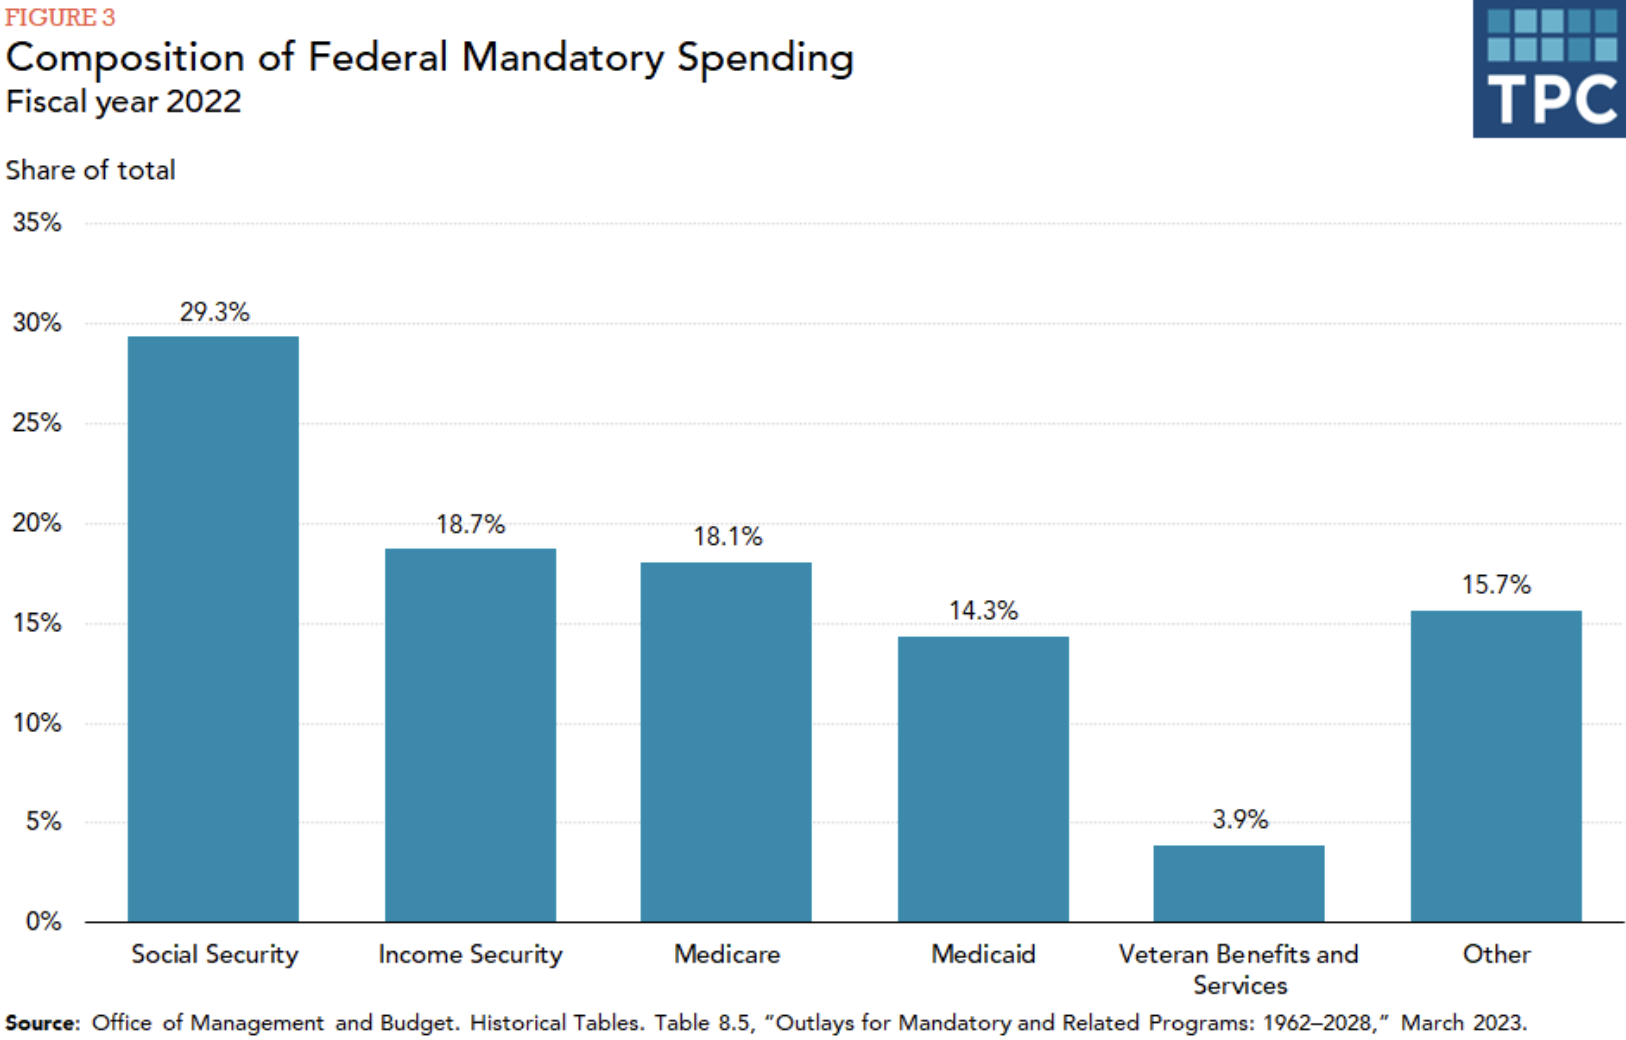 FIGURE 3
Composition of Federal Mandatory Spending
Fiscal year 2022
TPC
Share of total
35%
30%
25%
20%
15%
10%
5%
0%
29.3%
18.7%
18.1%
14.3%
3.9%
15.7%
Social Security
Income Security
Medicare
Medicaid
Veteran Benefits and
Services
Other
Source: Office of Management and Budget. Historical Tables. Table 8.5, “Outlays for Mandatory and Related Programs: 1962–2028,” March 2023.